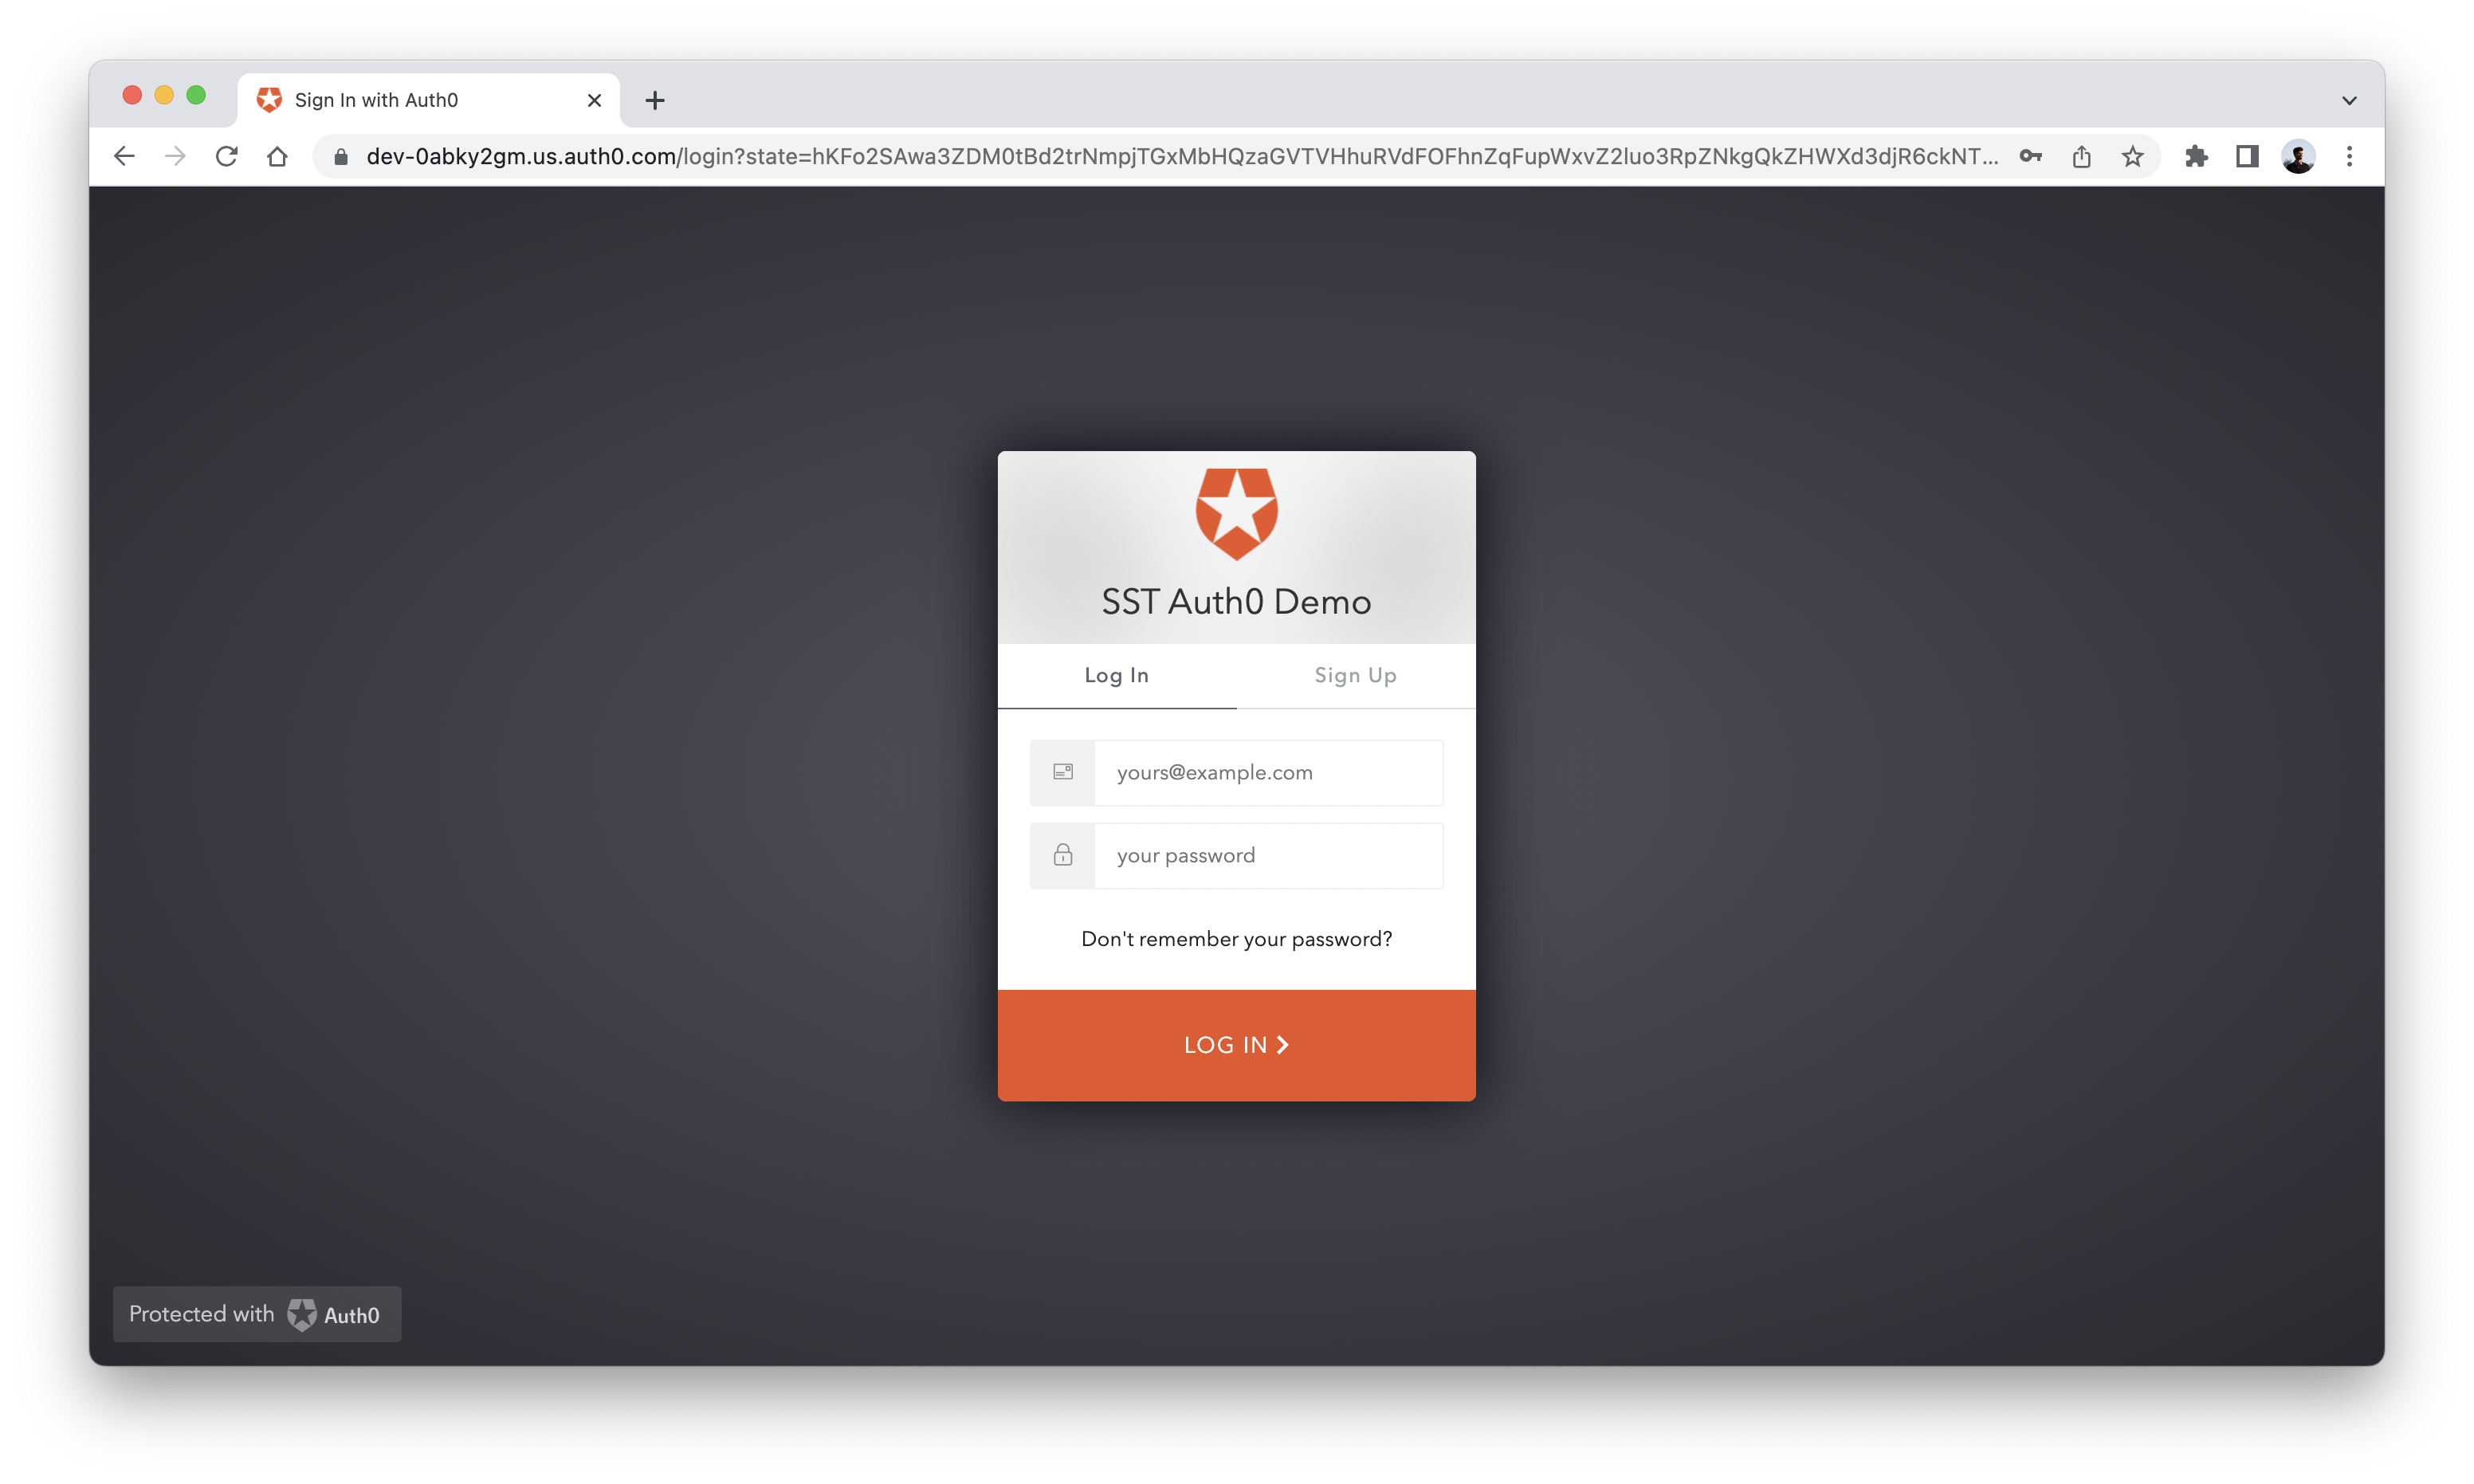 Sign In with Auth0
dev-0abky2gm.us.auth0.com/login?state=hKFo2SAwa3ZDM0tBd2trNmpjTGxMbHQzaGVTVHhuRVdFOFhnZqFupWxvZ2luo3RpZNkgQkZHWXd3djR6ckNT...
SST Auth0 Demo
Log In Sign Up
yours@example.com
your password
Don't remember your password?
LOG IN
Protected with Auth0